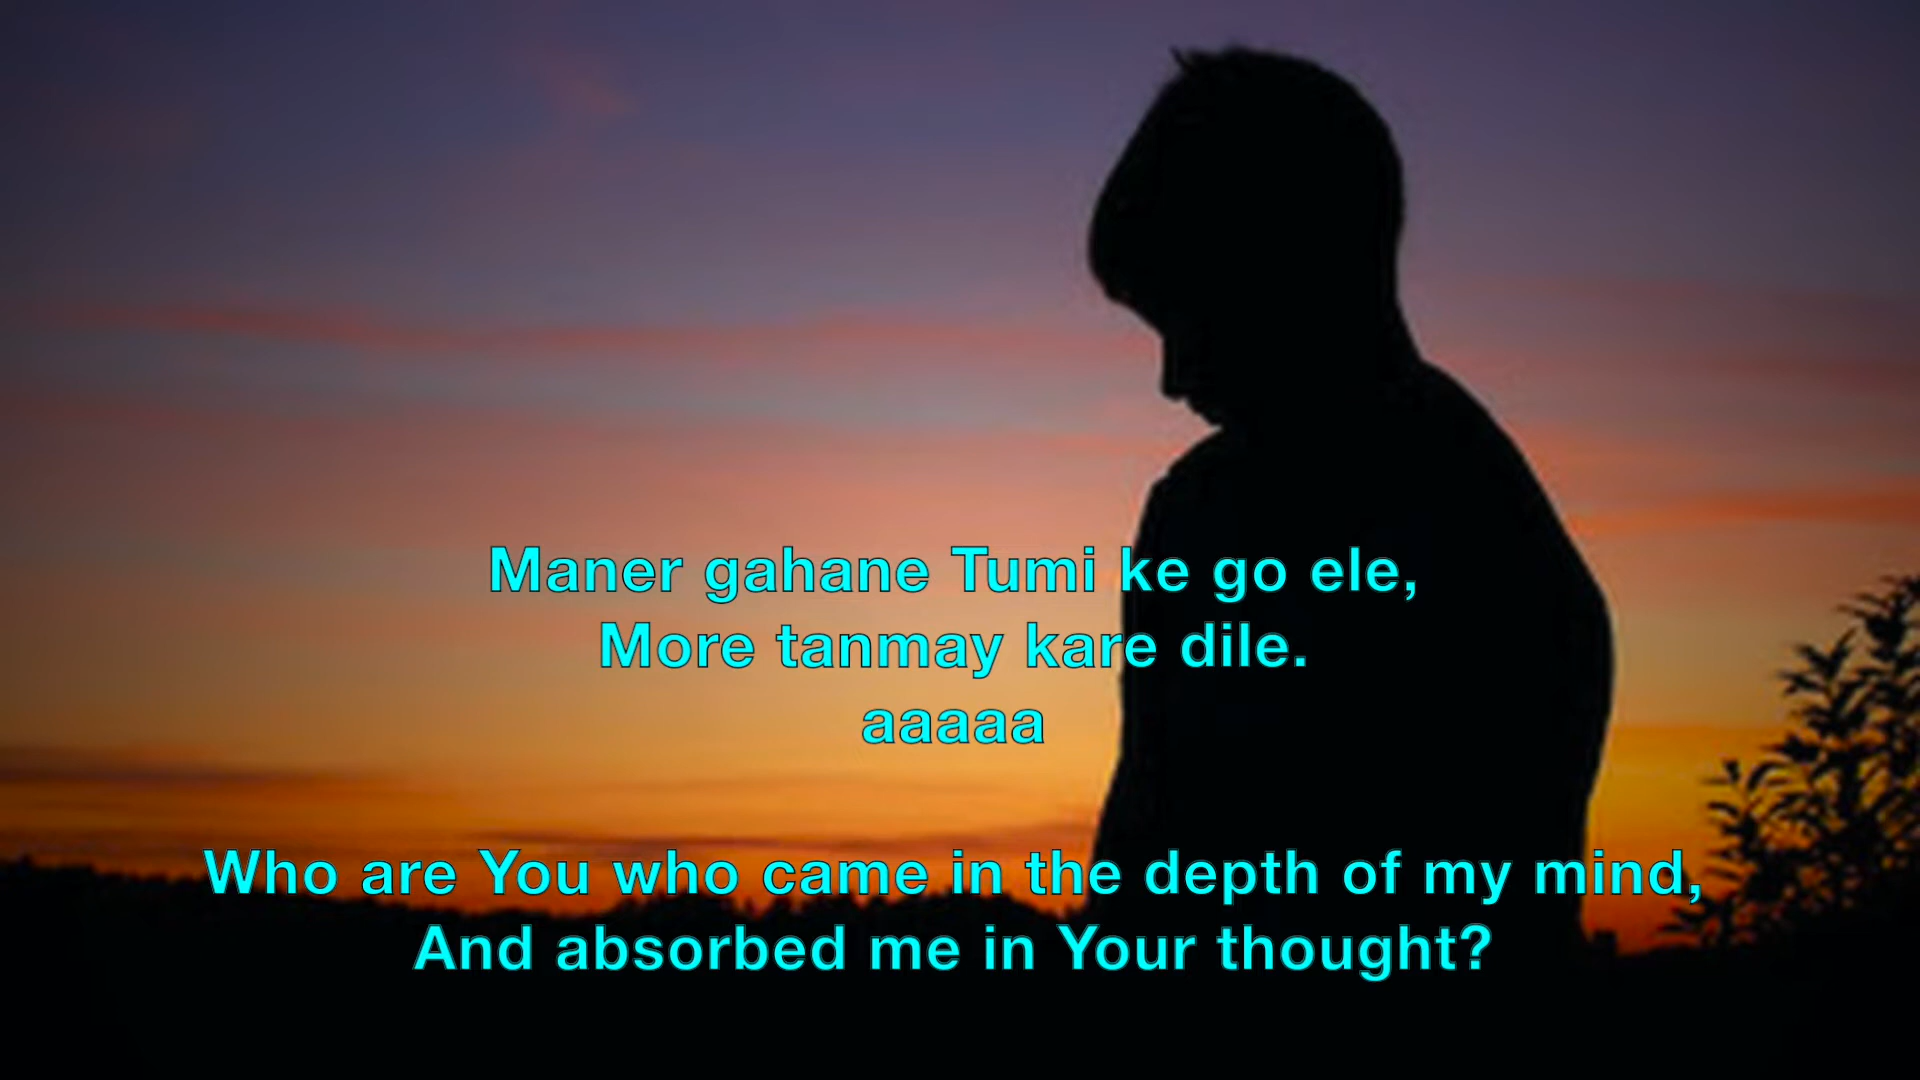 Maner gahane Tumi ke go ele,
More tanmay kare dile.
aaaaa
Who are You who came in the depth of my mind,
And absorbed me in Your thought?